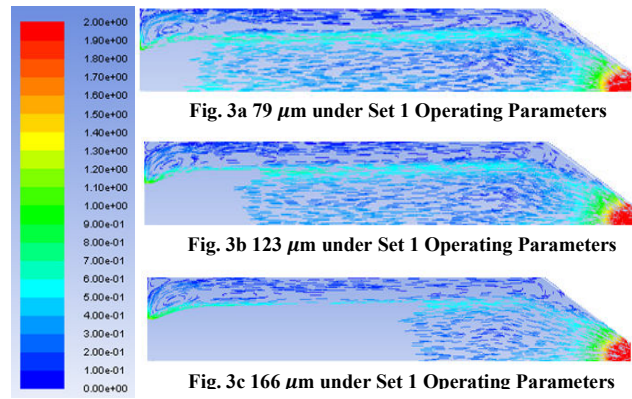 2.00e+00
1.90e+00
1.80e+00
1.70e+00
1.60e+00
1.50e+00
1.40e+00
1.30e+00
1.20e+00
1.10e+00
1.00e+00
9.00e-01
8.00e-01
7.00e-01
6.00e-01
5.00e-01
4.00e-01
3.00e-01
2.00e-01
1.00e-01
0.00e+00
Fig. 3a 79 μm under Set 1 Operating Parameters
Fig. 3b 123 μm under Set 1 Operating Parameters
Fig. 3c 166 μm under Set 1 Operating Parameters